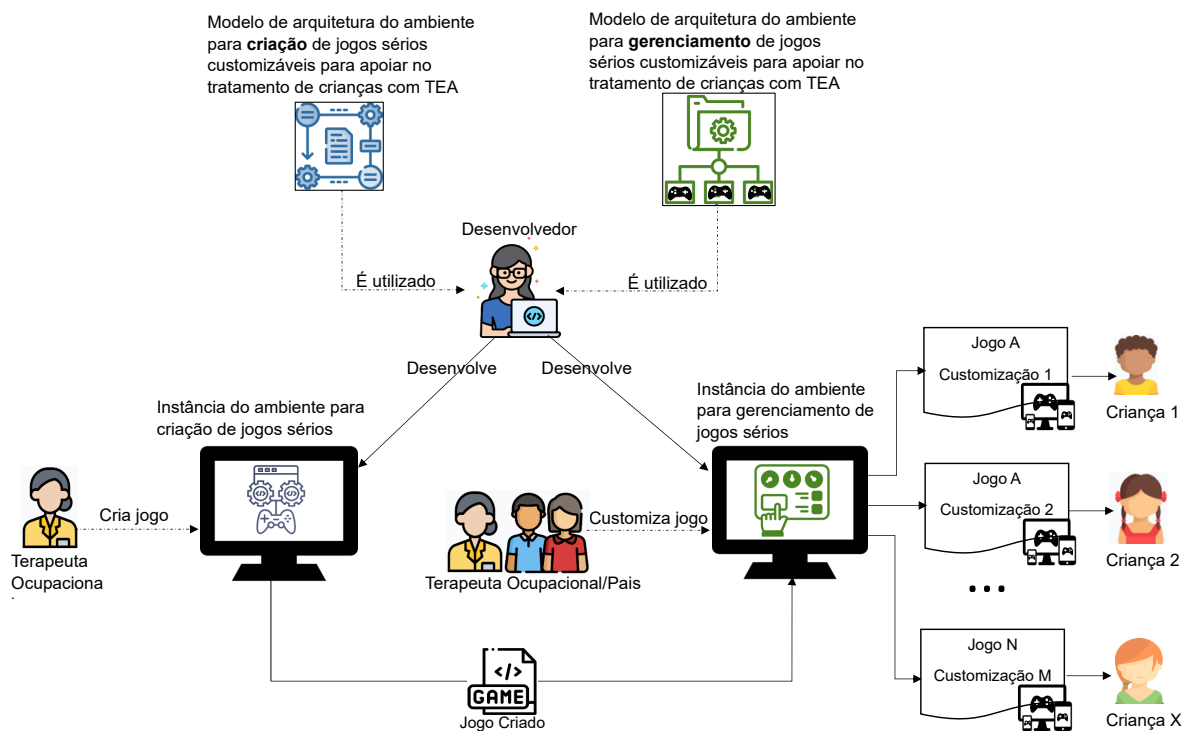 Modelo de arquitetura do ambiente
para criação de jogos sérios
customizáveis para apoiar no
tratamento de crianças com TEA
Modelo de arquitetura do ambiente
para gerenciamento de jogos
sérios customizáveis para apoiar no
tratamento de crianças com TEA
Desenvolvedor
É utilizado
É utilizado
Desenvolve
Desenvolve
Instância do ambiente para
criação de jogos sérios
Instância do ambiente
para gerenciamento de
jogos sérios
Terapeuta
Ocupaciona
Cria jogo
Terapeuta Ocupacional/Pais
Customiza jogo
</>
GAME
Jogo Criado
Jogo A
Customização 1
Criança 1
Jogo A
Customização 2
Criança 2
...
Jogo N
Customização M
Criança X